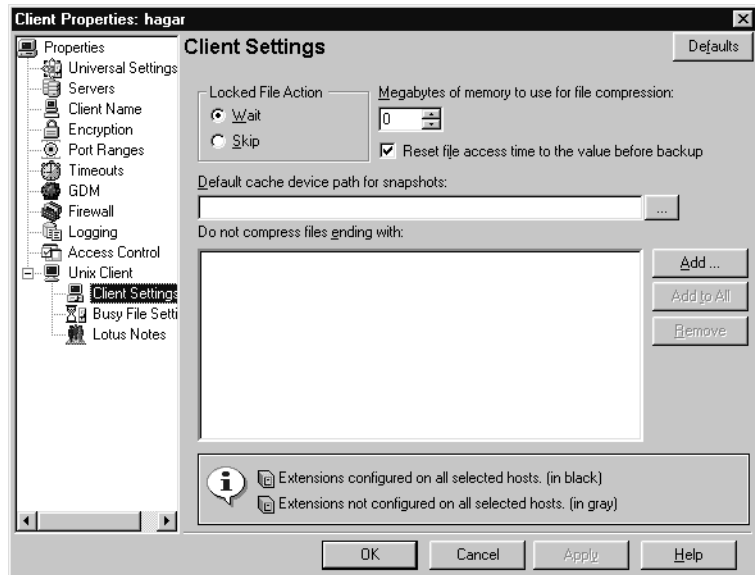 Client Properties: hagar
Properties
Universal Settings
Servers
Client Name
Encryption
Port Ranges
Timeouts
GDM
Firewall
Logging
Access Control
Unix Client
Client Settings
Busy File Setti
Lotus Notes
Client Settings
Defaults
Locked File Action
Wait
Skip
Megabytes of memory to use for file compression:
0
Reset file access time to the value before backup
Default cache device path for snapshots:
...
Do not compress files ending with:
Add ...
Add to All
Remove
Extensions configured on all selected hosts. (in black)
Extensions not configured on all selected hosts. (in gray)
OK
Cancel
Apply
Help